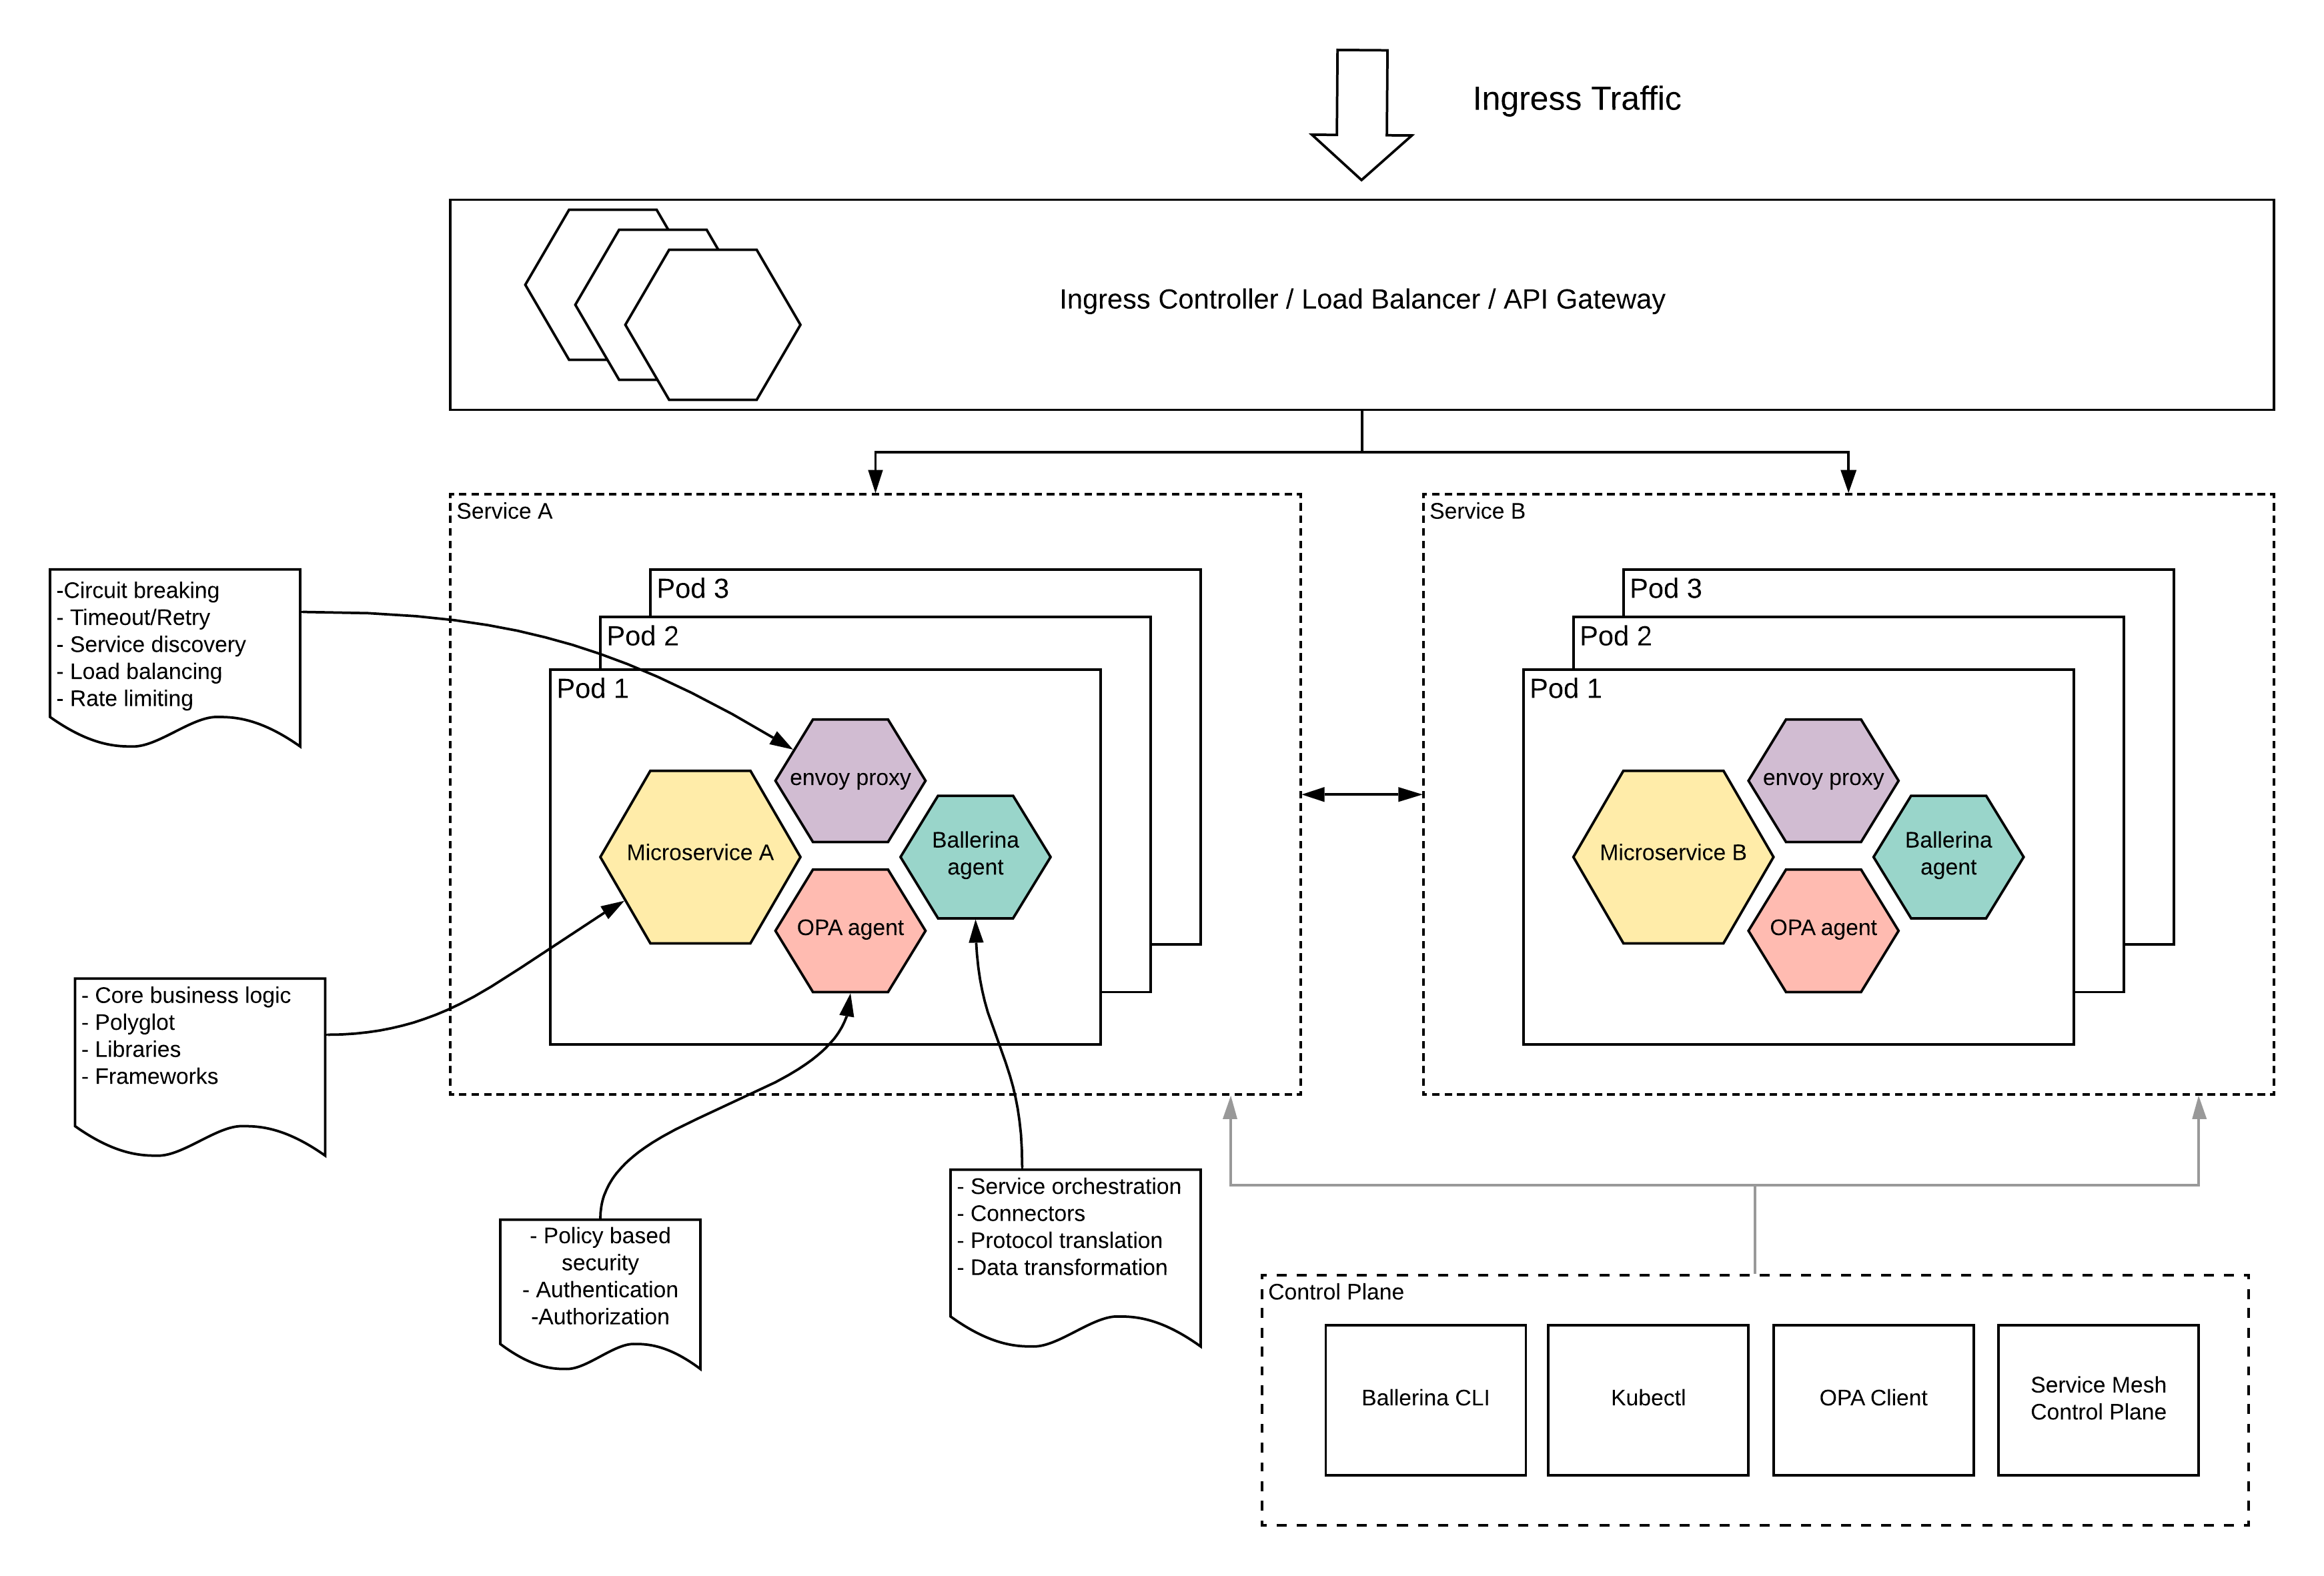 Ingress Traffic
Ingress Controller / Load Balancer / API Gateway
Service A
Service B
-Circuit breaking
- Timeout/Retry
- Service discovery
- Load balancing
- Rate limiting
Pod 3
Pod 2
Pod 1
envoy proxy
Microservice A
Ballerina
agent
OPA agent
Pod 3
Pod 2
Pod 1
envoy proxy
Microservice B
Ballerina
agent
OPA agent
- Core business logic
- Polyglot
- Libraries
- Frameworks
- Policy based
security
- Authentication
-Authorization
- Service orchestration
- Connectors
- Protocol translation
- Data transformation
Control Plane
Ballerina CLI
Kubectl
OPA Client
Service Mesh
Control Plane